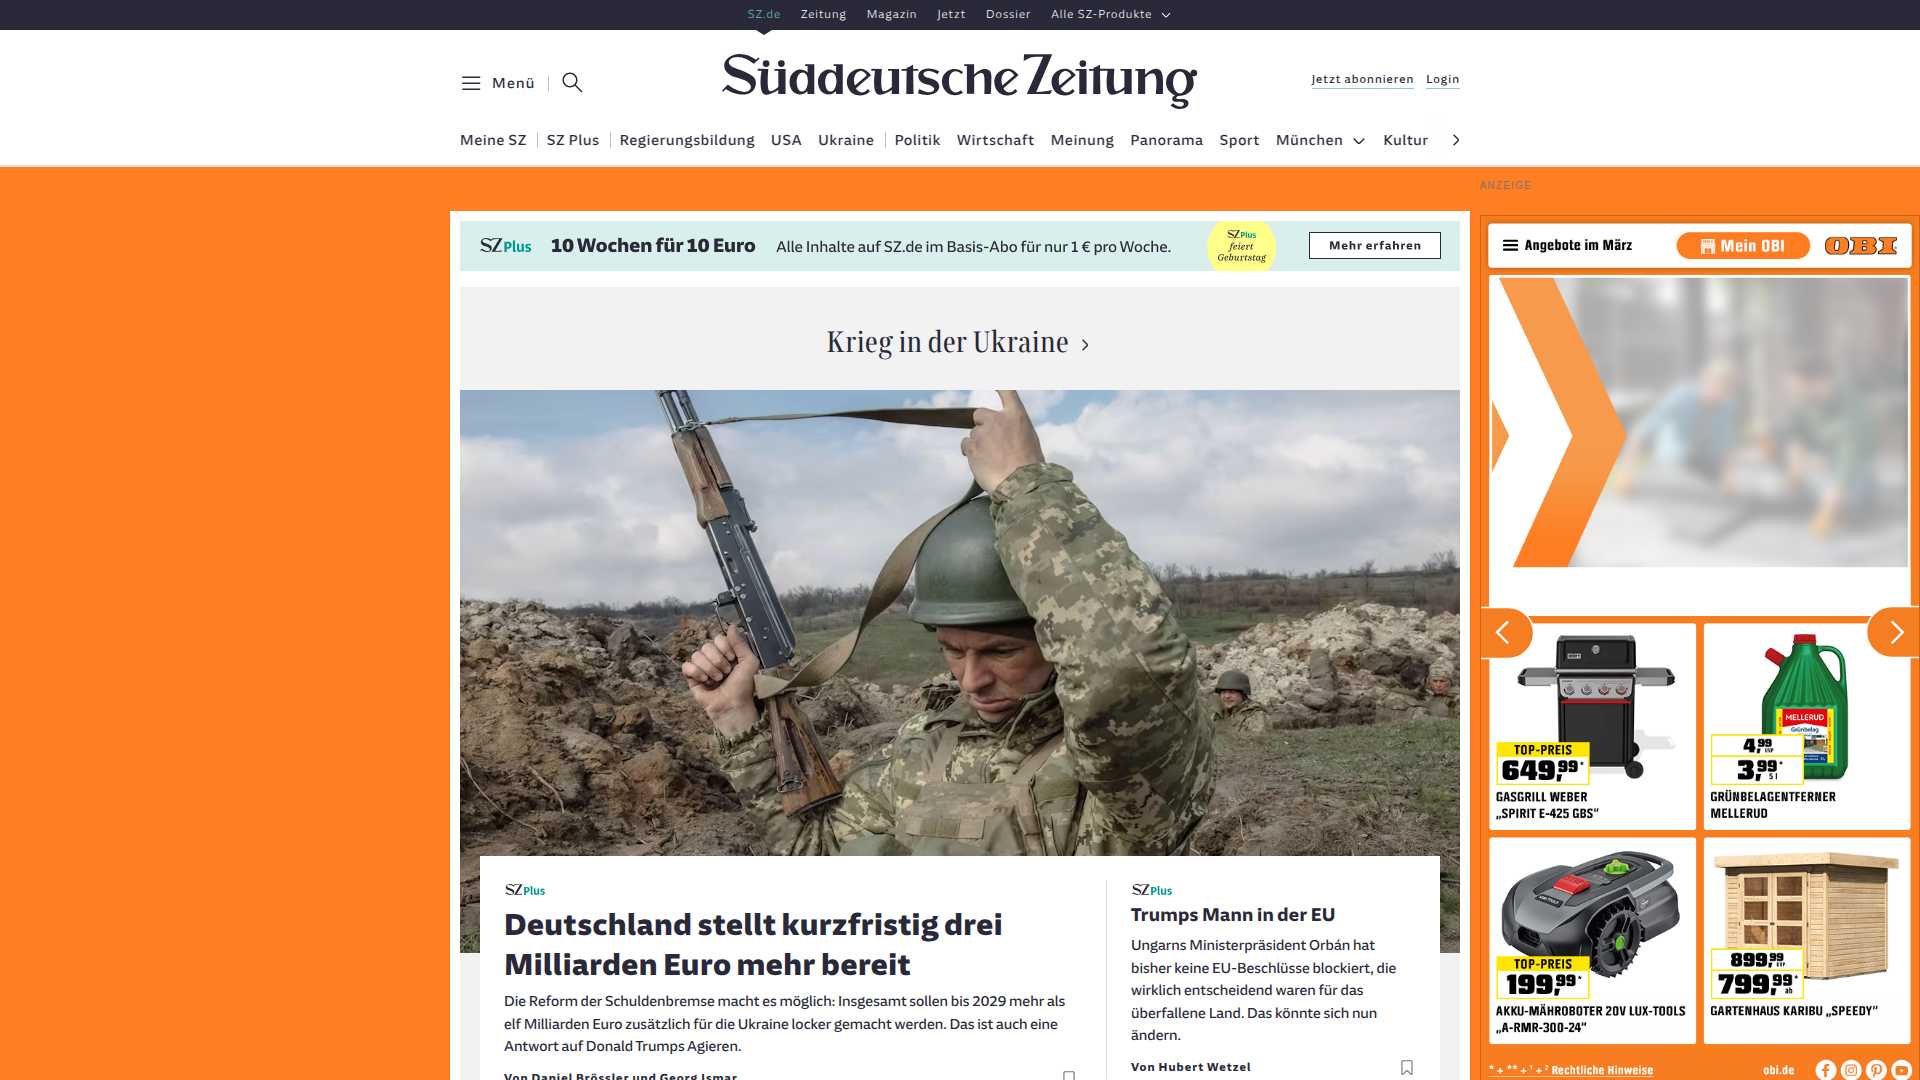 SZ.de Zeitung Magazin Jetzt Dossier Alle SZ-Produkte
Menü
Süddeutsche Zeitung
Jetzt abonnieren Login
Meine SZ SZ Plus Regierungsbildung USA Ukraine Politik Wirtschaft Meinung Panorama Sport München Kultur
ANZEIGE
SZ Plus 10 Wochen für 10 Euro Alle Inhalte auf SZ.de im Basis-Abo für nur 1 € pro Woche.
SZ Plus
feiert
Geburtstag
Mehr erfahren
Krieg in der Ukraine
SZ Plus
Deutschland stellt kurzfristig drei
Milliarden Euro mehr bereit
Die Reform der Schuldenbremse macht es möglich: Insgesamt sollen bis 2029 mehr als
elf Milliarden Euro zusätzlich für die Ukraine locker gemacht werden. Das ist auch eine
Antwort auf Donald Trumps Agieren.
Von Daniel Brössler und Georg Ismar
SZ Plus
Trumps Mann in der EU
Ungarns Ministerpräsident Orbán hat
bisher keine EU-Beschlüsse blockiert, die
wirklich entscheidend waren für das
überfallene Land. Das könnte sich nun
ändern.
Von Hubert Wetzel
Angebote im März Mein OBI OBI
TOP-PREIS
649,99*
GASGRILL WEBER
„SPIRIT E-425 GBS“
MELLERUD
Grünbelag
4,99 UVP
3,99* 5 l
GRÜNBELAGENTFERNER
MELLERUD
TOP-PREIS
199,99*
AKKU-MÄHROBOTER 20V LUX-TOOLS
„A-RMR-300-24“
899,99 UVP
799,99* ab
GARTENHAUS KARIBU „SPEEDY“
* + ** + ¹ + ² Rechtliche Hinweise
obi.de